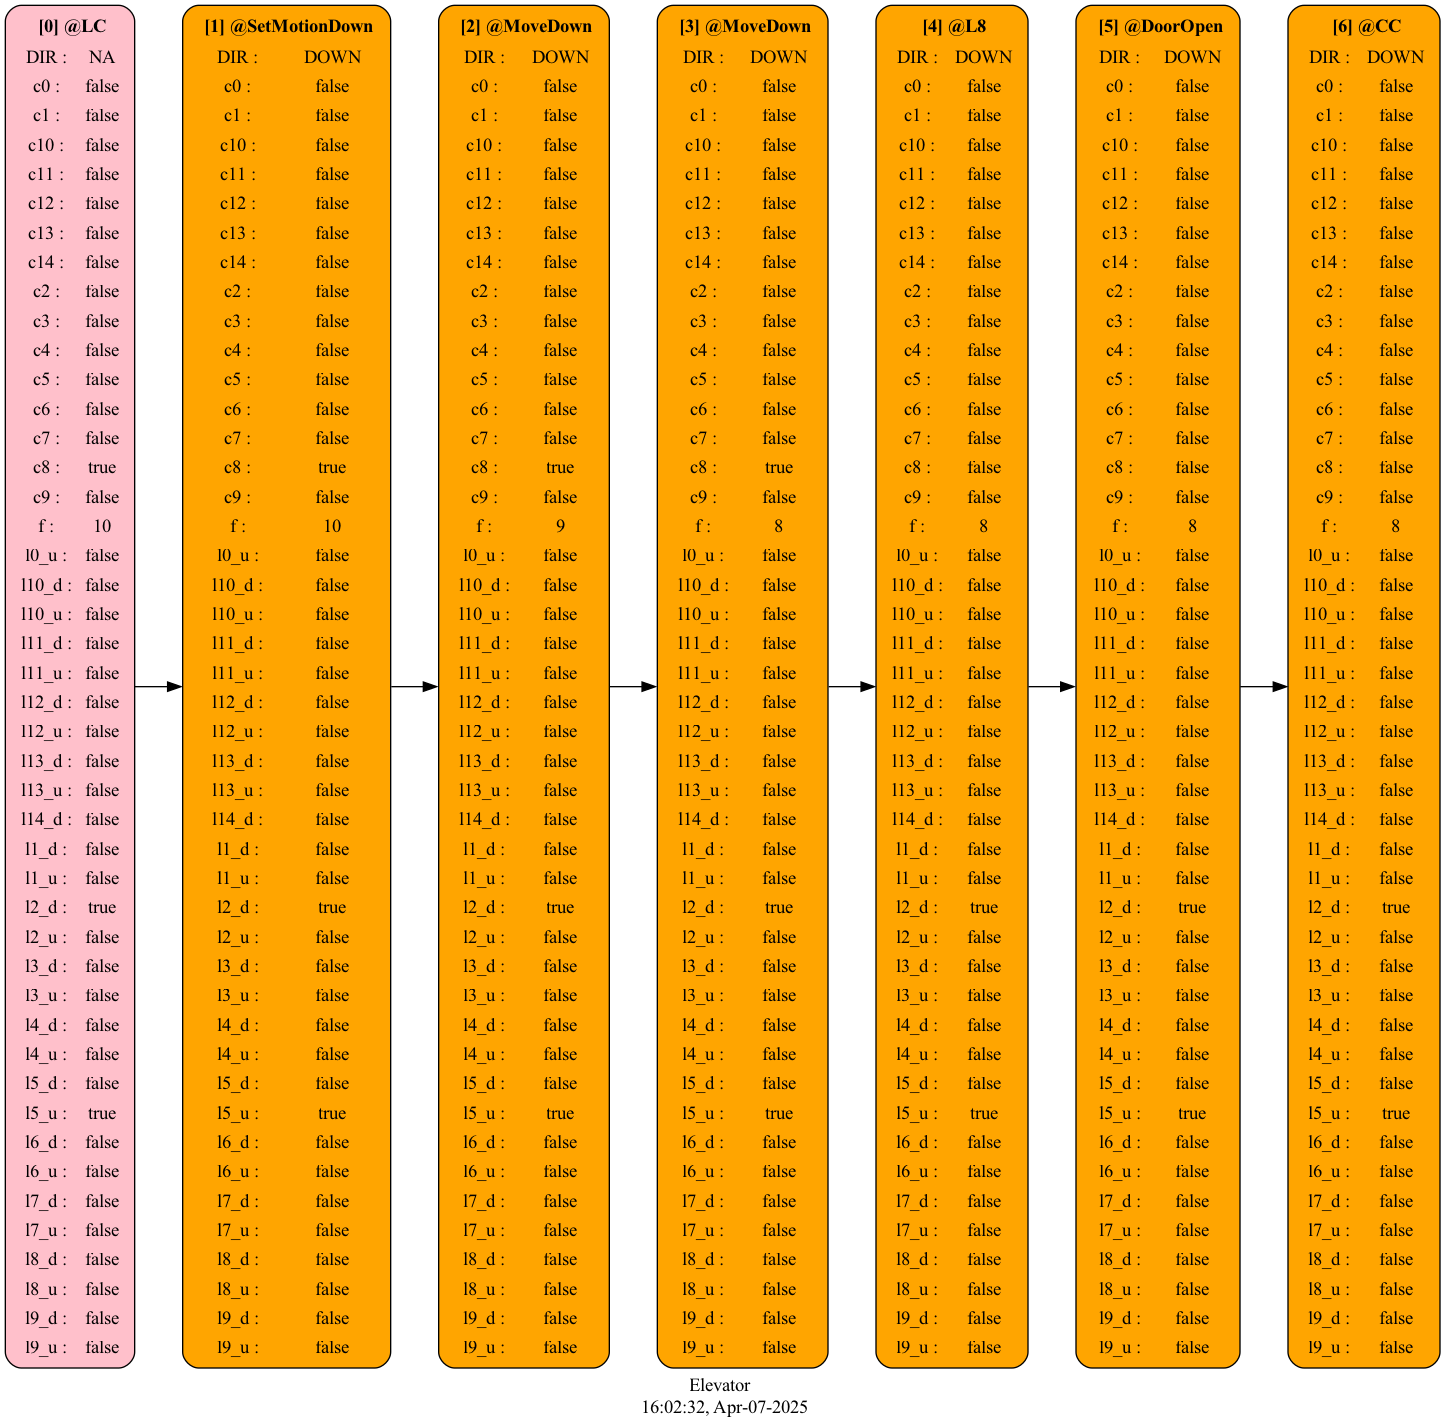 [0] @LC
DIR : NA
c0 : false
c1 : false
c10 : false
c11 : false
c12 : false
c13 : false
c14 : false
c2 : false
c3 : false
c4 : false
c5 : false
c6 : false
c7 : false
c8 : true
c9 : false
f : 10
l0_u : false
l10_d : false
l10_u : false
l11_d : false
l11_u : false
l12_d : false
l12_u : false
l13_d : false
l13_u : false
l14_d : false
l1_d : false
l1_u : false
l2_d : true
l2_u : false
l3_d : false
l3_u : false
l4_d : false
l4_u : false
l5_d : false
l5_u : true
l6_d : false
l6_u : false
l7_d : false
l7_u : false
l8_d : false
l8_u : false
l9_d : false
l9_u : false
[1] @SetMotionDown
DIR : DOWN
c0 : false
c1 : false
c10 : false
c11 : false
c12 : false
c13 : false
c14 : false
c2 : false
c3 : false
c4 : false
c5 : false
c6 : false
c7 : false
c8 : true
c9 : false
f : 10
l0_u : false
l10_d : false
l10_u : false
l11_d : false
l11_u : false
l12_d : false
l12_u : false
l13_d : false
l13_u : false
l14_d : false
l1_d : false
l1_u : false
l2_d : true
l2_u : false
l3_d : false
l3_u : false
l4_d : false
l4_u : false
l5_d : false
l5_u : true
l6_d : false
l6_u : false
l7_d : false
l7_u : false
l8_d : false
l8_u : false
l9_d : false
l9_u : false
[2] @MoveDown
DIR : DOWN
c0 : false
c1 : false
c10 : false
c11 : false
c12 : false
c13 : false
c14 : false
c2 : false
c3 : false
c4 : false
c5 : false
c6 : false
c7 : false
c8 : true
c9 : false
f : 9
l0_u : false
l10_d : false
l10_u : false
l11_d : false
l11_u : false
l12_d : false
l12_u : false
l13_d : false
l13_u : false
l14_d : false
l1_d : false
l1_u : false
l2_d : true
l2_u : false
l3_d : false
l3_u : false
l4_d : false
l4_u : false
l5_d : false
l5_u : true
l6_d : false
l6_u : false
l7_d : false
l7_u : false
l8_d : false
l8_u : false
l9_d : false
l9_u : false
[3] @MoveDown
DIR : DOWN
c0 : false
c1 : false
c10 : false
c11 : false
c12 : false
c13 : false
c14 : false
c2 : false
c3 : false
c4 : false
c5 : false
c6 : false
c7 : false
c8 : true
c9 : false
f : 8
l0_u : false
l10_d : false
l10_u : false
l11_d : false
l11_u : false
l12_d : false
l12_u : false
l13_d : false
l13_u : false
l14_d : false
l1_d : false
l1_u : false
l2_d : true
l2_u : false
l3_d : false
l3_u : false
l4_d : false
l4_u : false
l5_d : false
l5_u : true
l6_d : false
l6_u : false
l7_d : false
l7_u : false
l8_d : false
l8_u : false
l9_d : false
l9_u : false
[4] @L8
DIR : DOWN
c0 : false
c1 : false
c10 : false
c11 : false
c12 : false
c13 : false
c14 : false
c2 : false
c3 : false
c4 : false
c5 : false
c6 : false
c7 : false
c8 : false
c9 : false
f : 8
l0_u : false
l10_d : false
l10_u : false
l11_d : false
l11_u : false
l12_d : false
l12_u : false
l13_d : false
l13_u : false
l14_d : false
l1_d : false
l1_u : false
l2_d : true
l2_u : false
l3_d : false
l3_u : false
l4_d : false
l4_u : false
l5_d : false
l5_u : true
l6_d : false
l6_u : false
l7_d : false
l7_u : false
l8_d : false
l8_u : false
l9_d : false
l9_u : false
[5] @DoorOpen
DIR : DOWN
c0 : false
c1 : false
c10 : false
c11 : false
c12 : false
c13 : false
c14 : false
c2 : false
c3 : false
c4 : false
c5 : false
c6 : false
c7 : false
c8 : false
c9 : false
f : 8
l0_u : false
l10_d : false
l10_u : false
l11_d : false
l11_u : false
l12_d : false
l12_u : false
l13_d : false
l13_u : false
l14_d : false
l1_d : false
l1_u : false
l2_d : true
l2_u : false
l3_d : false
l3_u : false
l4_d : false
l4_u : false
l5_d : false
l5_u : true
l6_d : false
l6_u : false
l7_d : false
l7_u : false
l8_d : false
l8_u : false
l9_d : false
l9_u : false
[6] @CC
DIR : DOWN
c0 : false
c1 : false
c10 : false
c11 : false
c12 : false
c13 : false
c14 : false
c2 : false
c3 : false
c4 : false
c5 : false
c6 : false
c7 : false
c8 : false
c9 : false
f : 8
l0_u : false
l10_d : false
l10_u : false
l11_d : false
l11_u : false
l12_d : false
l12_u : false
l13_d : false
l13_u : false
l14_d : false
l1_d : false
l1_u : false
l2_d : true
l2_u : false
l3_d : false
l3_u : false
l4_d : false
l4_u : false
l5_d : false
l5_u : true
l6_d : false
l6_u : false
l7_d : false
l7_u : false
l8_d : false
l8_u : false
l9_d : false
l9_u : false
Elevator
16:02:32, Apr-07-2025